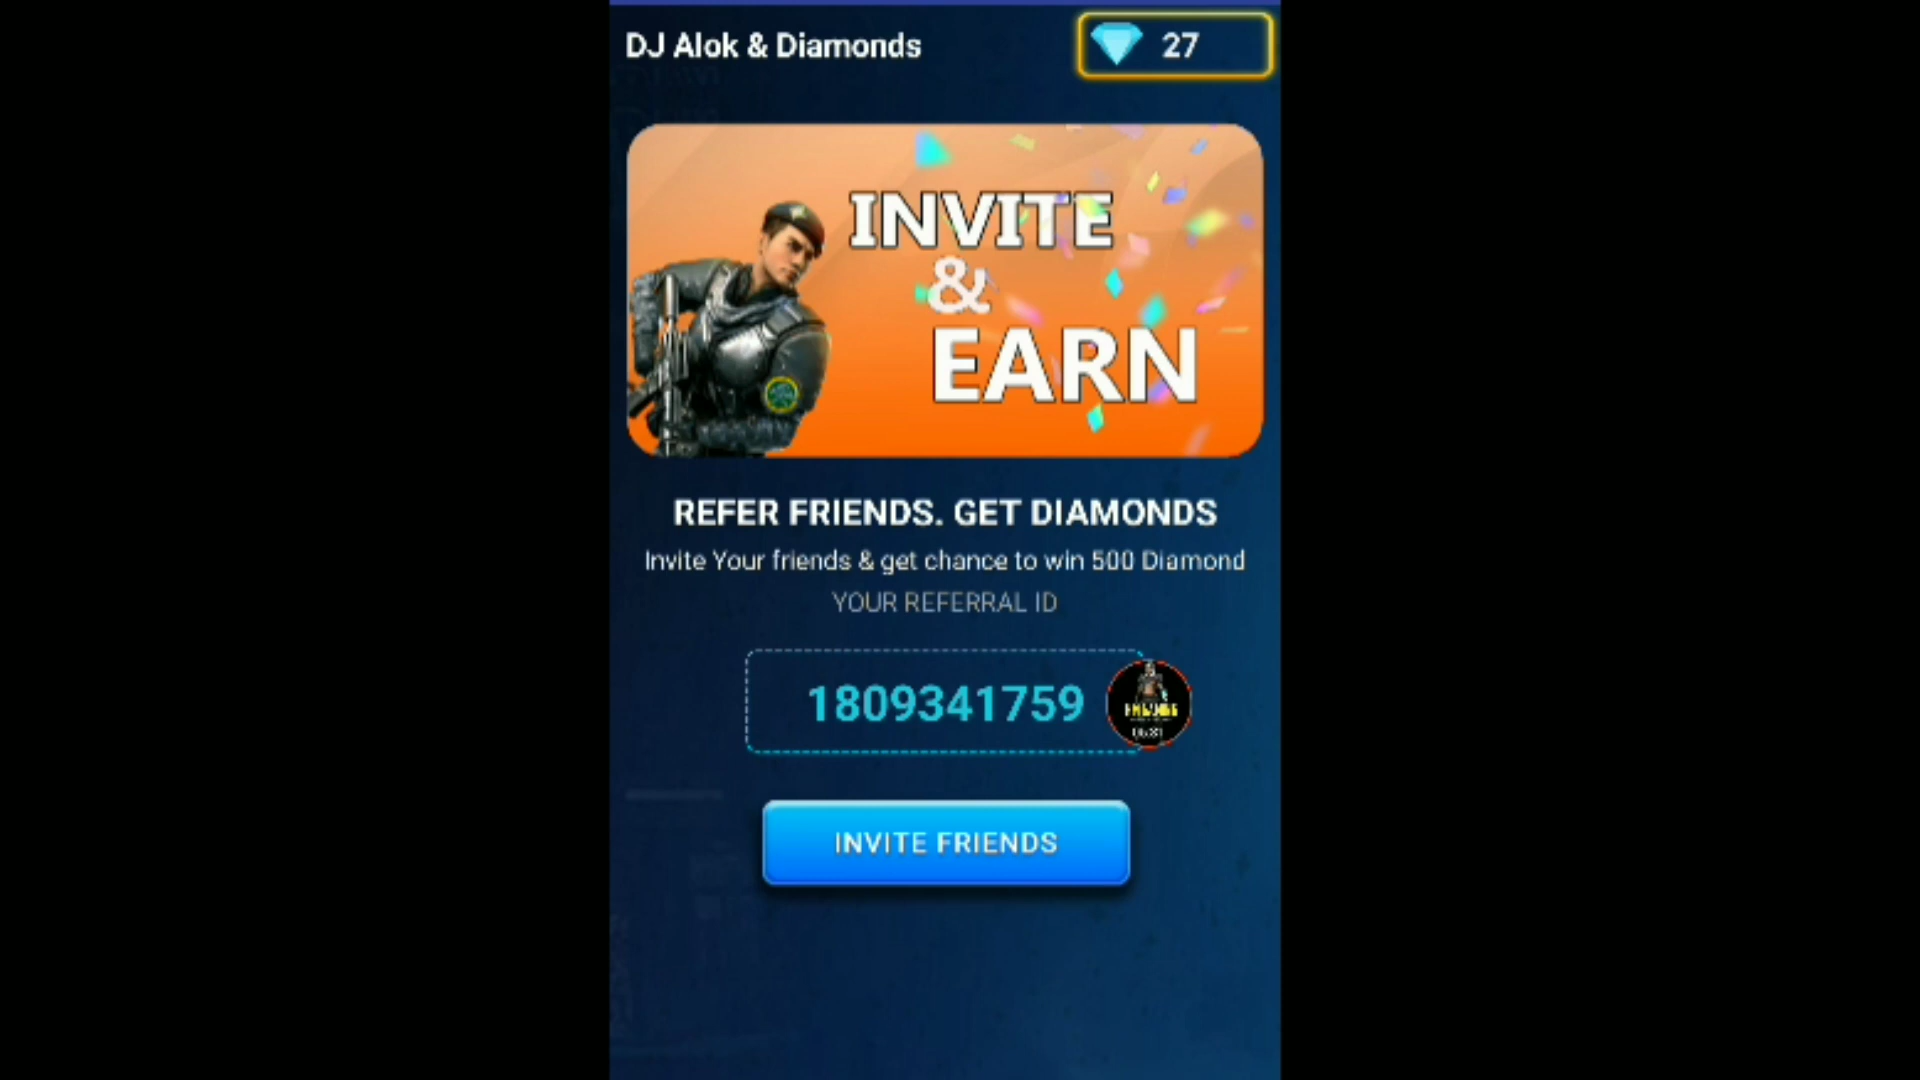 DJ Alok & Diamonds
27
INVITE
&
EARN
REFER FRIENDS. GET DIAMONDS
Invite Your friends & get chance to win 500 Diamond
YOUR REFERRAL ID
1809341759
INVITE FRIENDS